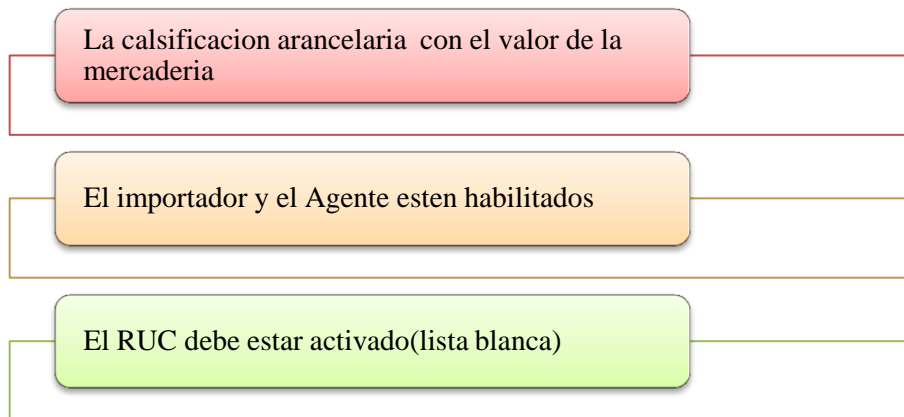 La calsificacion arancelaria con el valor de la
mercaderia
El importador y el Agente esten habilitados
El RUC debe estar activado(lista blanca)